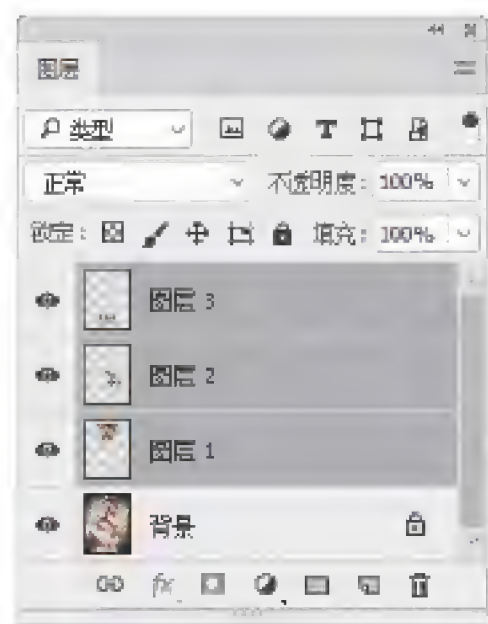 图层
类型
正常 不透明度: 100%
锁定: 填充: 100%
图层 3
图层 2
图层 1
背景
fx